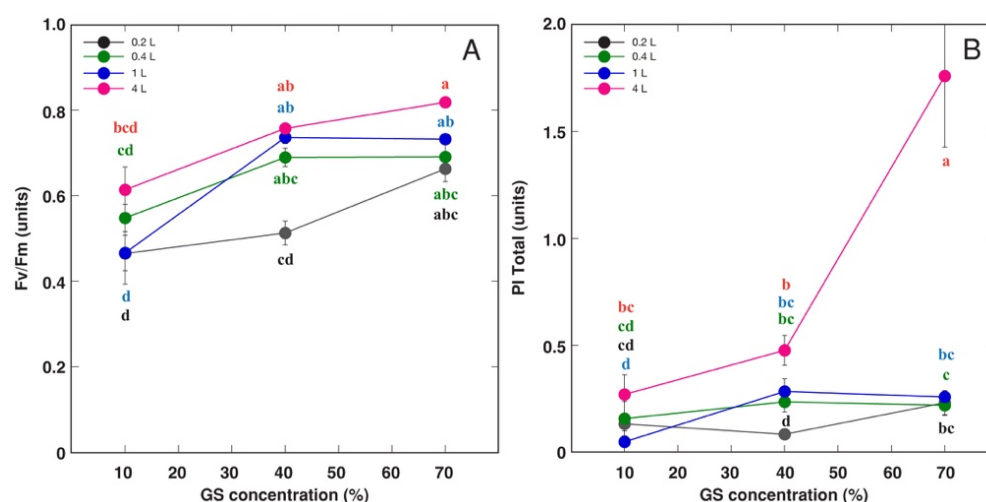 A
0.2 L
0.4 L
1 L
4 L
1.0
0.8
0.6
0.4
0.2
0
Fv/Fm (units)
bcd
cd
d
d
ab
ab
abc
cd
a
ab
abc
abc
10 20 30 40 50 60 70
GS concentration (%)
B
0.2 L
0.4 L
1 L
4 L
2.0
1.5
1.0
0.5
0
PI Total (units)
bc
cd
cd
d
b
bc
bc
d
a
bc
c
bc
10 20 30 40 50 60 70
GS concentration (%)